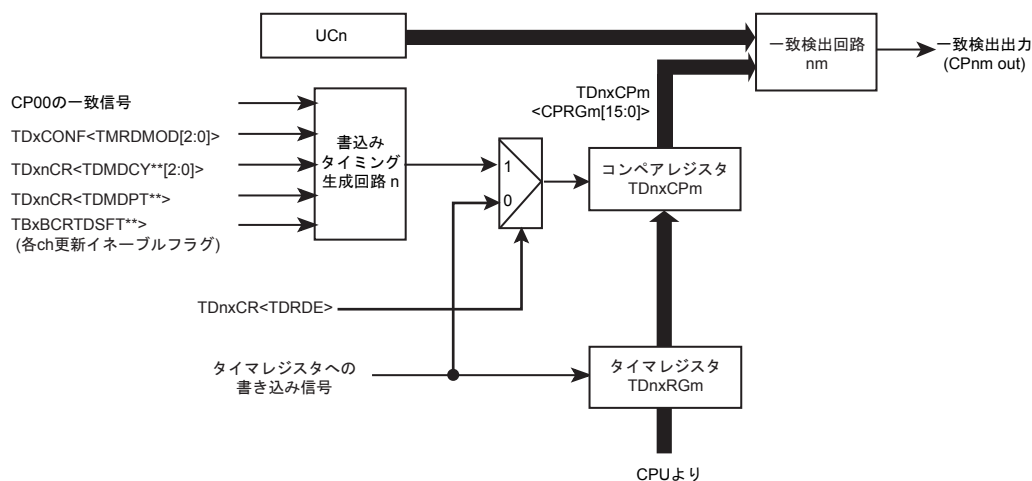 UCn
一致検出回路
nm
一致検出出力
(CPnm out)
TDnxCPm
<CPRGm[15:0]>
CP00の一致信号
TDxCONF<TMRDMOD[2:0]>
TDxnCR<TDMDCY**[2:0]>
TDxnCR<TDMDPT**>
TBxBCRTDSFT**>
(各ch更新イネーブルフラグ)
書込み
タイミング
生成回路 n
1
0
コンペアレジスタ
TDnxCPm
TDnxCR<TDRDE>
タイマレジスタへの
書き込み信号
タイマレジスタ
TDnxRGm
CPUより